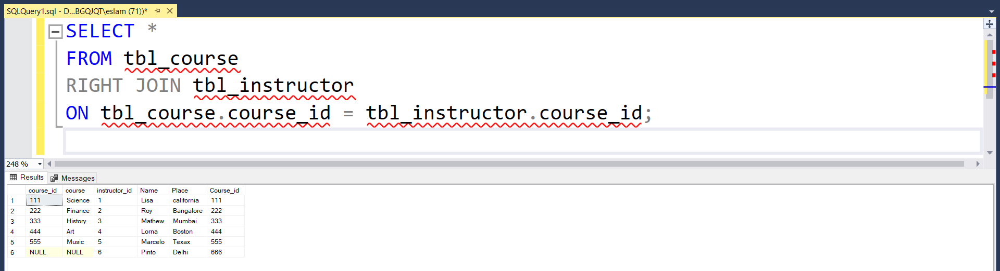 SQLQuery1.sql - D...BGQJQT\eslam (71))*
SELECT *
FROM tbl_course
RIGHT JOIN tbl_instructor
ON tbl_course.course_id = tbl_instructor.course_id;
248 %
Results Messages
course_id course instructor_id Name Place Course_id
1 111 Science 1 Lisa california 111
2 222 Finance 2 Roy Bangalore 222
3 333 History 3 Mathew Mumbai 333
4 444 Art 4 Lorna Boston 444
5 555 Music 5 Marcelo Texax 555
6 NULL NULL 6 Pinto Delhi 666